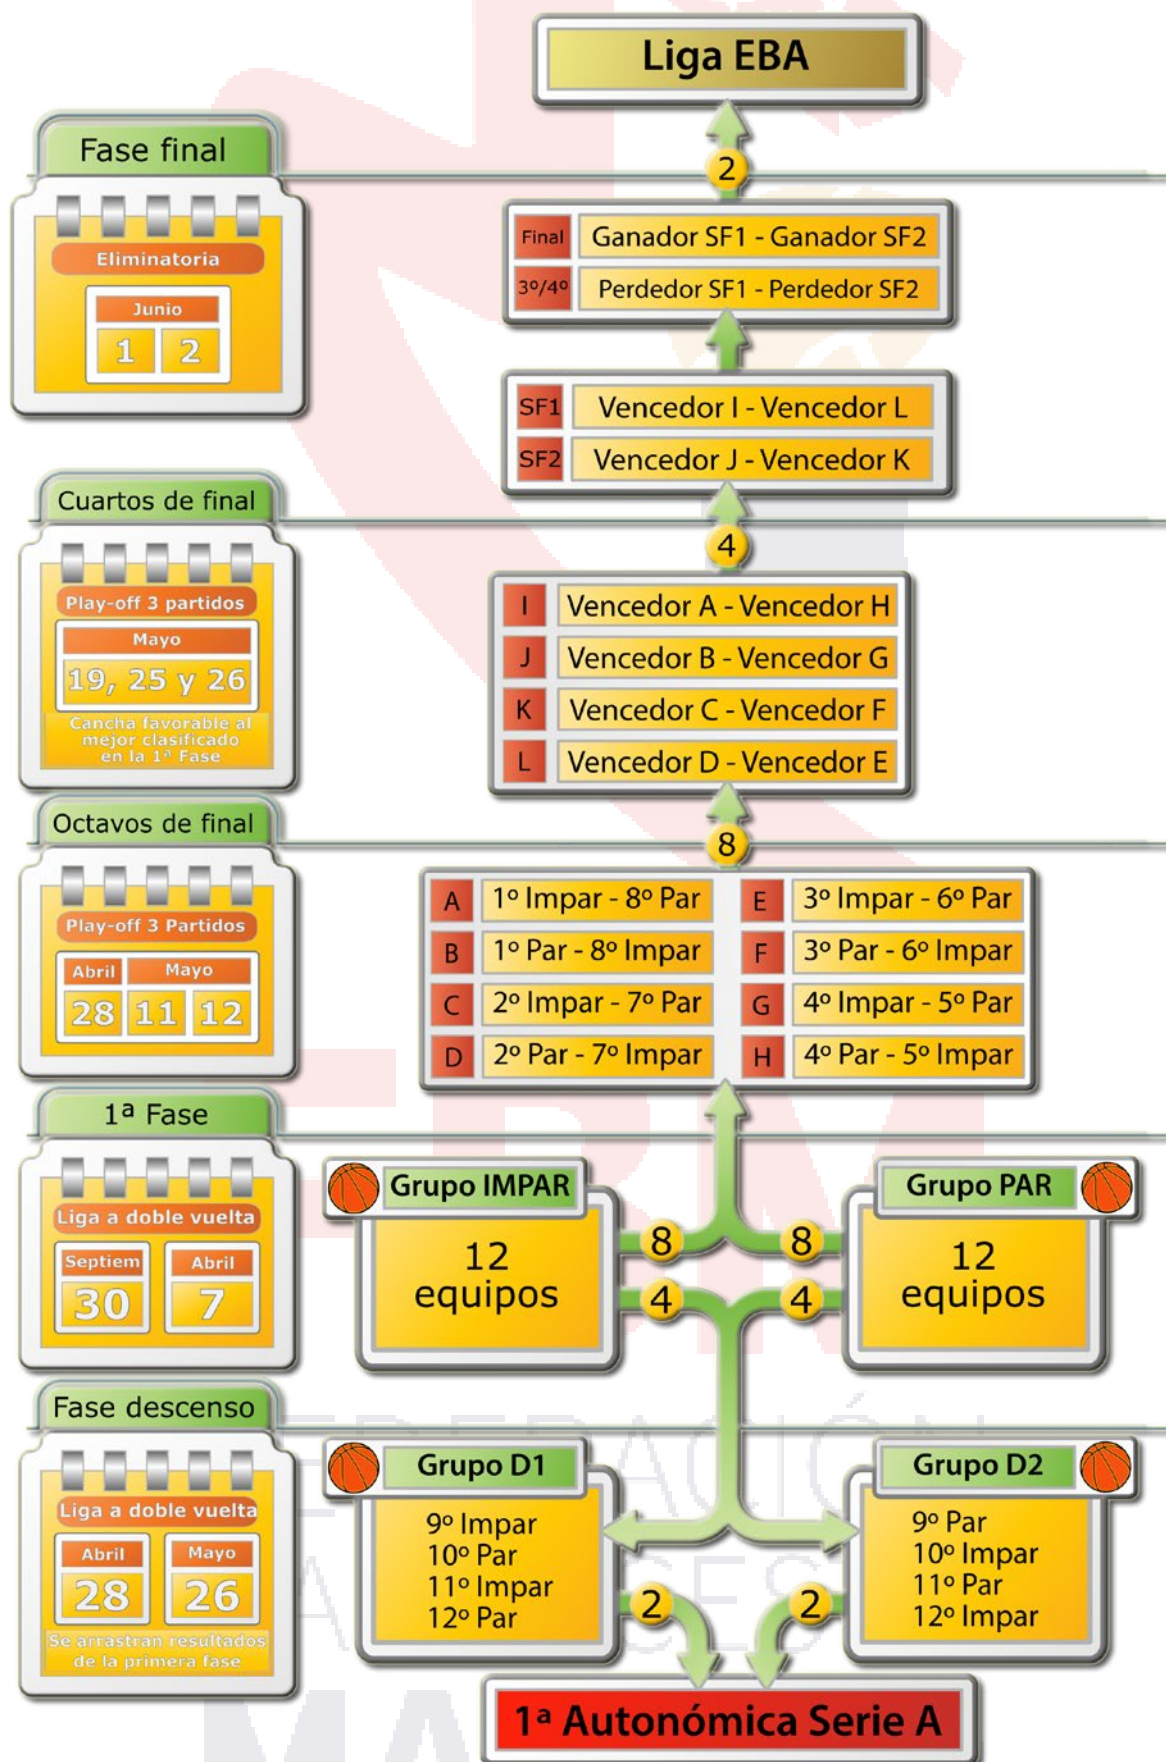 Liga EBA
Fase final
2
Eliminatoria
Junio
1 2
Final Ganador SF1 - Ganador SF2
3º/4º Perdedor SF1 - Perdedor SF2
SF1 Vencedor I - Vencedor L
SF2 Vencedor J - Vencedor K
Cuartos de final
4
Play-off 3 partidos
Mayo
19, 25 y 26
Cancha favorable al
mejor clasificado
en la 1ª Fase
I Vencedor A - Vencedor H
J Vencedor B - Vencedor G
K Vencedor C - Vencedor F
L Vencedor D - Vencedor E
Octavos de final
8
Play-off 3 Partidos
Abril Mayo
28 11 12
A 1º Impar - 8º Par
B 1º Par - 8º Impar
C 2º Impar - 7º Par
D 2º Par - 7º Impar
E 3º Impar - 6º Par
F 3º Par - 6º Impar
G 4º Impar - 5º Par
H 4º Par - 5º Impar
1ª Fase
Liga a doble vuelta
Septiem Abril
30 7
Grupo IMPAR
12
equipos
8 8
4 4
Grupo PAR
12
equipos
Fase descenso
Liga a doble vuelta
Abril Mayo
28 26
Se arrastran resultados
de la primera fase
Grupo D1
9º Impar
10º Par
11º Impar
12º Par
2 2
Grupo D2
9º Par
10º Impar
11º Par
12º Impar
1ª Autonómica Serie A